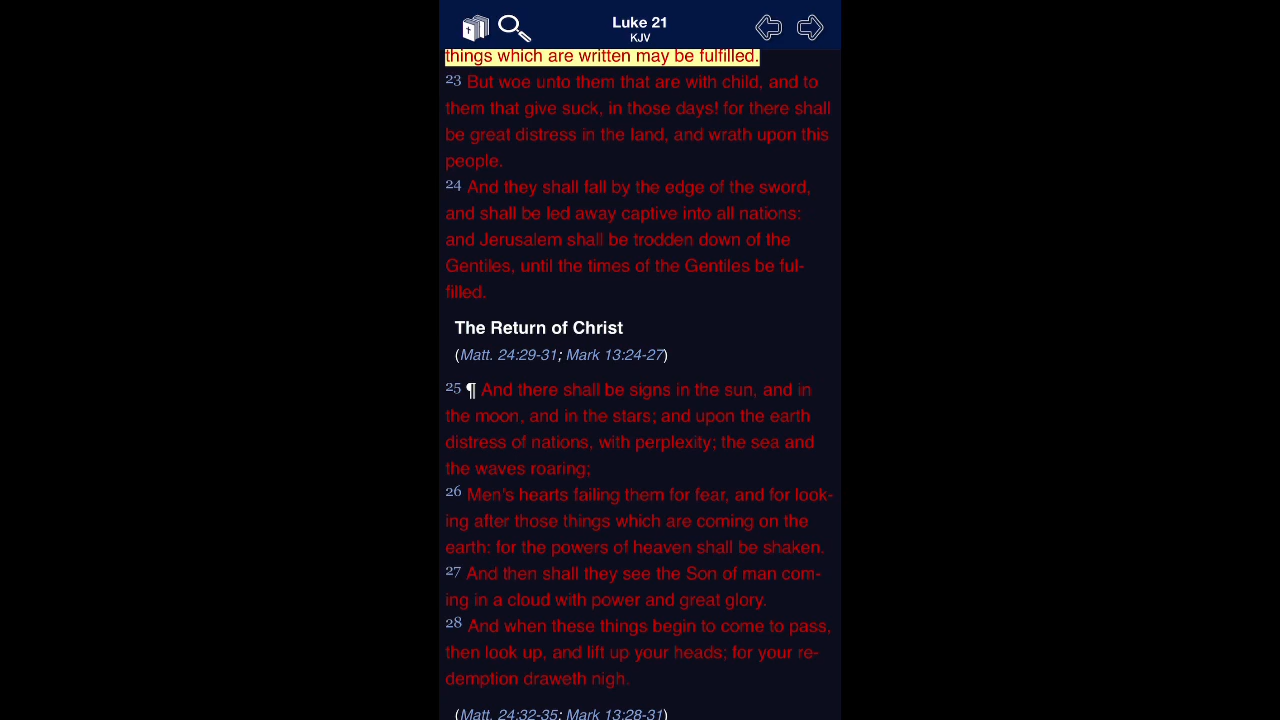 Luke 21
KJV
things which are written may be fulfilled.
23 But woe unto them that are with child, and to
them that give suck, in those days! for there shall
be great distress in the land, and wrath upon this
people.
24 And they shall fall by the edge of the sword,
and shall be led away captive into all nations:
and Jerusalem shall be trodden down of the
Gentiles, until the times of the Gentiles be ful-
filled.
The Return of Christ
(Matt. 24:29-31; Mark 13:24-27)
25 ¶ And there shall be signs in the sun, and in
the moon, and in the stars; and upon the earth
distress of nations, with perplexity; the sea and
the waves roaring;
26 Men's hearts failing them for fear, and for look-
ing after those things which are coming on the
earth: for the powers of heaven shall be shaken.
27 And then shall they see the Son of man com-
ing in a cloud with power and great glory.
28 And when these things begin to come to pass,
then look up, and lift up your heads; for your re-
demption draweth nigh.
(Matt. 24:32-35; Mark 13:28-31)